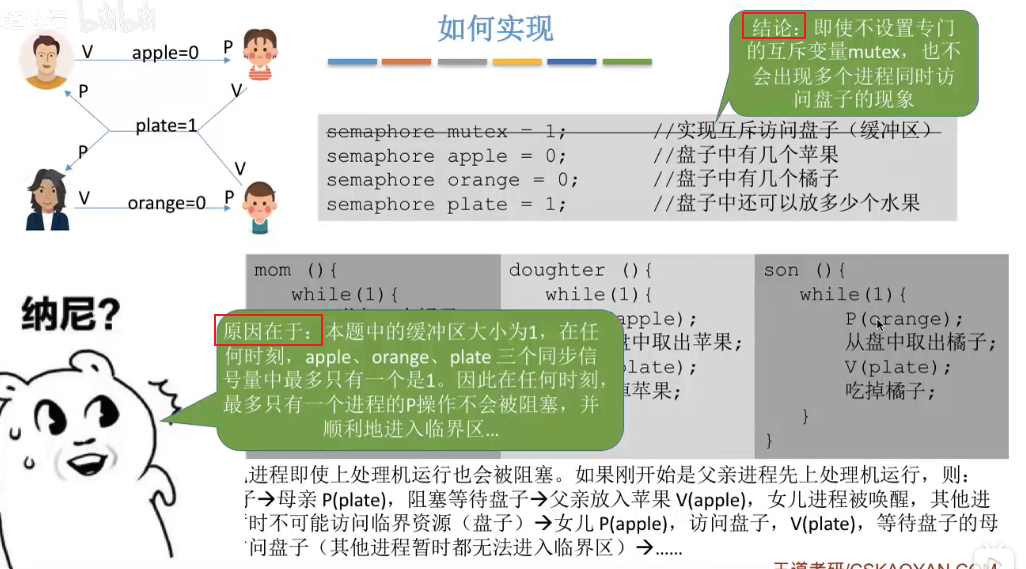 bilibili
如何实现
V apple=0 P
P V
plate=1
P V
V orange=0 P
结论：即使不设置专门
的互斥变量mutex，也不
会出现多个进程同时访
问盘子的现象
semaphore mutex = 1; //实现互斥访问盘子（缓冲区）
semaphore apple = 0; //盘子中有几个苹果
semaphore orange = 0; //盘子中有几个橘子
semaphore plate = 1; //盘子中还可以放多少个水果
mom (){
while(1){
doughter (){
while(1){
apple);
盘中取出苹果;
plate);
苹果;
son (){
while(1){
P(orange);
从盘中取出橘子;
V(plate);
吃掉橘子;
}
}
纳尼?
原因在于：本题中的缓冲区大小为1，在任
何时刻，apple、orange、plate 三个同步信
号量中最多只有一个是1。因此在任何时刻，
最多只有一个进程的P操作不会被阻塞，并
顺利地进入临界区...
进程即使上处理机运行也会被阻塞。如果刚开始是父亲进程先上处理机运行，则：
子→母亲 P(plate)，阻塞等待盘子→父亲放入苹果 V(apple)，女儿进程被唤醒，其他进
时不可能访问临界资源（盘子）→女儿 P(apple)，访问盘子，V(plate)，等待盘子的母
问盘子（其他进程暂时都无法进入临界区）→......
王道考研/CSKAOYAN.COM